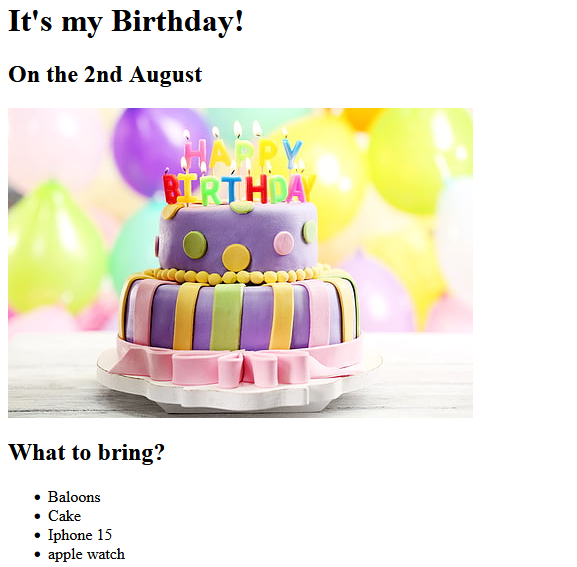 It's my Birthday!
On the 2nd August
HAPPY
BIRTHDAY
What to bring?
Baloons
Cake
Iphone 15
apple watch